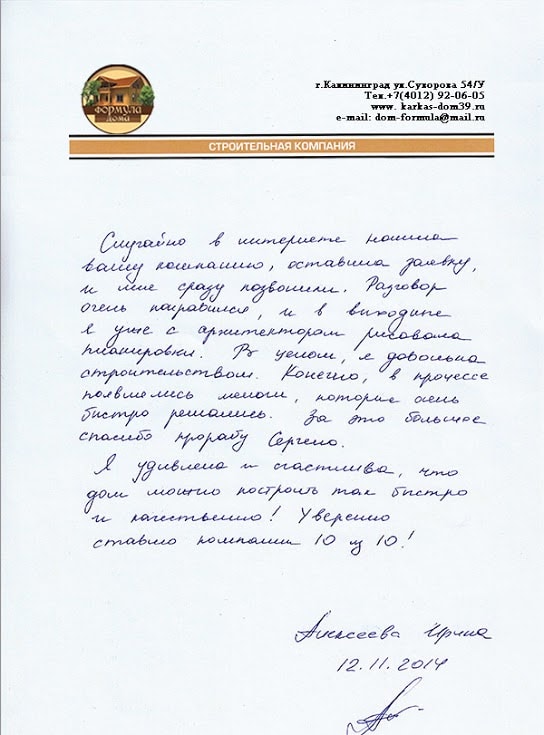 ФОРМУЛА
ДОМА
г.Калининград ул.Сухорова 54/У
Тел.+7(4012) 92-06-05
www. karkas-dom39.ru
e-mail: dom-formula@mail.ru
СТРОИТЕЛЬНАЯ КОМПАНИЯ
Случайно в интернете нашла
вашу компанию, оставила заявку,
и мне сразу позвонили. Разговор
очень понравился, и в выходные
я уже с архитектором рисовала
планировки. В целом, я довольна
строительством. Конечно, в процессе
появлялись мелочи, которые очень
быстро решались. За это большое
спасибо прорабу Сергею.
Я удивлена и счастлива, что
дом можно построить так быстро
и качественно! Уверенно
ставлю компании 10 из 10!
Алексеева Ирина
12.11.2014